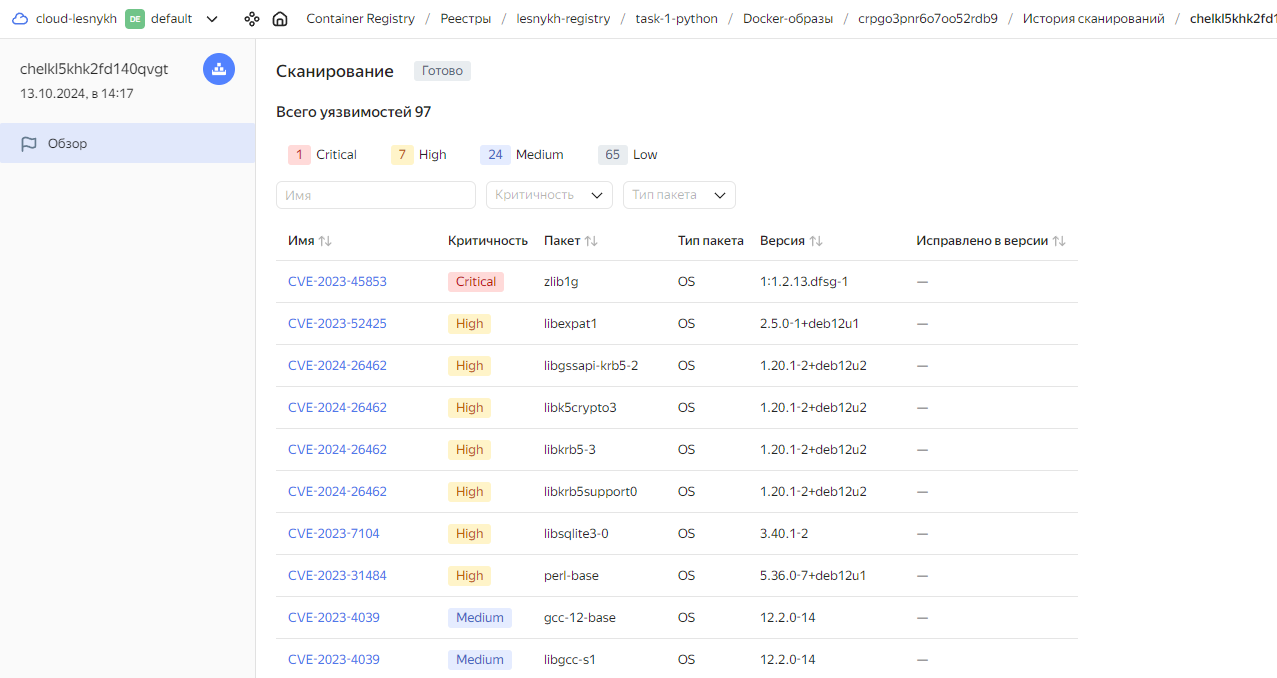 cloud-lesnykh DE default Container Registry / Реестры / lesnykh-registry / task-1-python / Docker-образы / crpgo3pnr6o7oo52rdb9 / История сканирований / chelkl5khk2fd1
chelkl5khk2fd140qvgt
13.10.2024, в 14:17
Обзор
Сканирование Готово
Всего уязвимостей 97
1 Critical 7 High 24 Medium 65 Low
Имя Критичность Тип пакета
Имя Критичность Пакет Тип пакета Версия Исправлено в версии
CVE-2023-45853 Critical zlib1g OS 1:1.2.13.dfsg-1 —
CVE-2023-52425 High libexpat1 OS 2.5.0-1+deb12u1 —
CVE-2024-26462 High libgssapi-krb5-2 OS 1.20.1-2+deb12u2 —
CVE-2024-26462 High libk5crypto3 OS 1.20.1-2+deb12u2 —
CVE-2024-26462 High libkrb5-3 OS 1.20.1-2+deb12u2 —
CVE-2024-26462 High libkrb5support0 OS 1.20.1-2+deb12u2 —
CVE-2023-7104 High libsqlite3-0 OS 3.40.1-2 —
CVE-2023-31484 High perl-base OS 5.36.0-7+deb12u1 —
CVE-2023-4039 Medium gcc-12-base OS 12.2.0-14 —
CVE-2023-4039 Medium libgcc-s1 OS 12.2.0-14 —